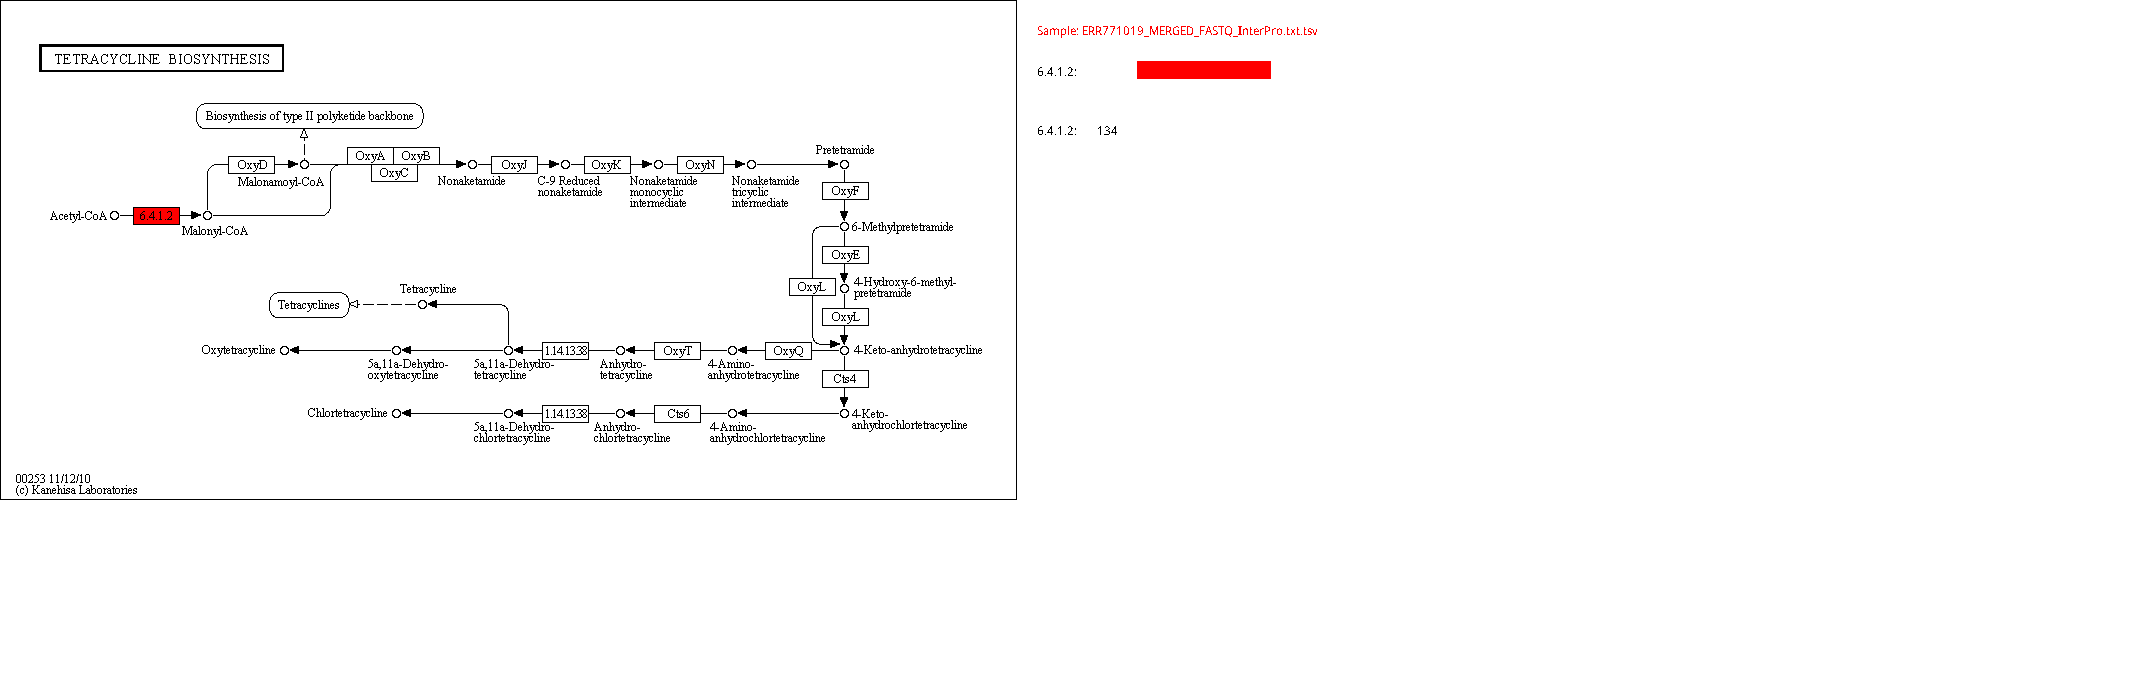 Sample: ERR771019_MERGED_FASTQ_InterPro.txt.tsv
TETRACYCLINE BIOSYNTHESIS
6.4.1.2:
6.4.1.2: 134
Biosynthesis of type II polyketide backbone
OxyD
Malonamoyl-CoA
OxyA
OxyB
OxyC
Nonaketamide
OxyJ
C-9 Reduced
nonaketamide
OxyK
Nonaketamide
monocyclic
intermediate
OxyN
Nonaketamide
tricyclic
intermediate
Pretetramide
OxyF
Acetyl-CoA
6.4.1.2
Malonyl-CoA
6-Methylpretetramide
OxyE
OxyL
4-Hydroxy-6-methyl-
pretetramide
OxyL
Tetracycline
Tetracyclines
Oxytetracycline
5a,11a-Dehydro-
oxytetracycline
5a,11a-Dehydro-
tetracycline
1.14.13.38
Anhydro-
tetracycline
OxyT
4-Amino-
anhydrotetracycline
OxyQ
4-Keto-anhydrotetracycline
Cts4
Chlortetracycline
5a,11a-Dehydro-
chlortetracycline
1.14.13.38
Anhydro-
chlortetracycline
Cts6
4-Amino-
anhydrochlortetracycline
4-Keto-
anhydrochlortetracycline
00253 11/12/10
(c) Kanehisa Laboratories